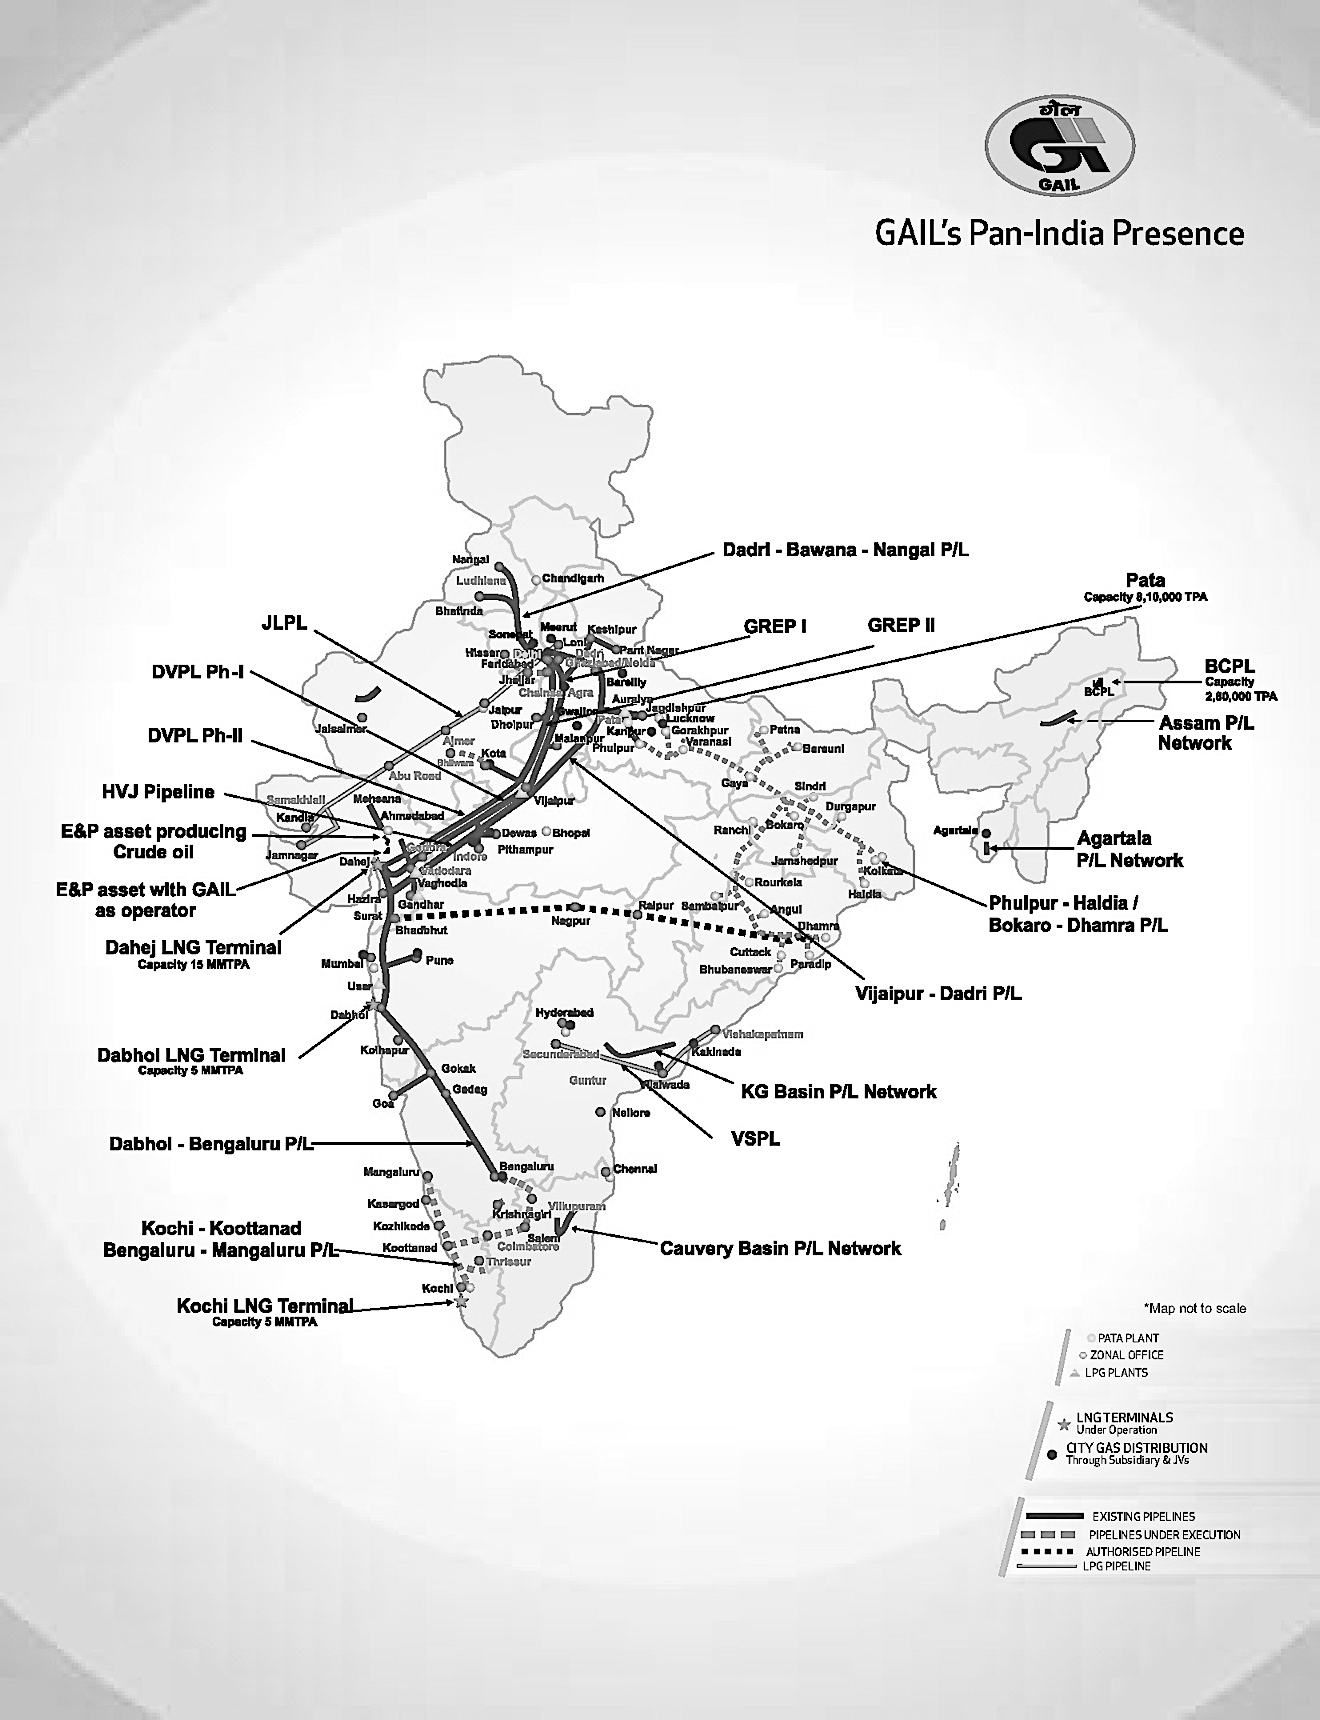 गेल
GAIL
GAIL's Pan-India Presence
Dadri - Bawana - Nangal P/L
Pata
Capacity 8,10,000 TPA
JLPL
GREP I
GREP II
DVPL Ph-I
BCPL
Capacity
2,80,000 TPA
BCPL
Assam P/L
Network
DVPL Ph-II
HVJ Pipeline
E&P asset producing
Crude oil
E&P asset with GAIL
as operator
Dahej LNG Terminal
Capacity 15 MMTPA
Agartala
Agartala
P/L Network
Phulpur - Haldia /
Bokaro - Dhamra P/L
Vijaipur - Dadri P/L
Dabhol LNG Terminal
Capacity 5 MMTPA
KG Basin P/L Network
VSPL
Dabhol - Bengaluru P/L
Kochi - Koottanad
Bengaluru - Mangaluru P/L
Cauvery Basin P/L Network
Kochi LNG Terminal
Capacity 5 MMTPA
Nangal
Ludhiana
Chandigarh
Bhatinda
Sonepat
Meerut
Kashipur
Loni
Hissar
Delhi
Dadri
Pant Nagar
Faridabad
Ghaziabad/Noida
Jhajjar
Bareilly
Chainsa
Agra
Auraiya
Jaipur
Gwalior
Jagdishpur
Dholpur
Pata
Lucknow
Jaisalmer
Kanpur
Gorakhpur
Patna
Ajmer
Malanpur
Phulpur
Varanasi
Barauni
Bhilwara
Kota
Abu Road
Gaya
Sindri
Samakhiali
Mehsana
Vijaipur
Durgapur
Kandla
Ahmedabad
Ranchi
Bokaro
Jamnagar
Godhra
Dewas
Bhopal
Dahej
Indore
Pithampur
Jamshedpur
Kolkata
Vadodara
Vaghodia
Rourkela
Haldia
Hazira
Gandhar
Raipur
Sambalpur
Angul
Surat
Bhadbhut
Nagpur
Dhamra
Mumbai
Pune
Cuttack
Paradip
Bhubaneswar
Usar
Dabhol
Hyderabad
Vishakapatnam
Kolhapur
Secunderabad
Kakinada
Gokak
Guntur
Vijaiwada
Goa
Gadag
Nellore
Mangaluru
Bengaluru
Chennai
Kasargod
Krishnagiri
Villupuram
Kozhikode
Salem
Koottanad
Coimbatore
Thrissur
Kochi
*Map not to scale
PATA PLANT
ZONAL OFFICE
LPG PLANTS
LNG TERMINALS
Under Operation
CITY GAS DISTRIBUTION
Through Subsidiary & JVs
EXISTING PIPELINES
PIPELINES UNDER EXECUTION
AUTHORISED PIPELINE
LPG PIPELINE